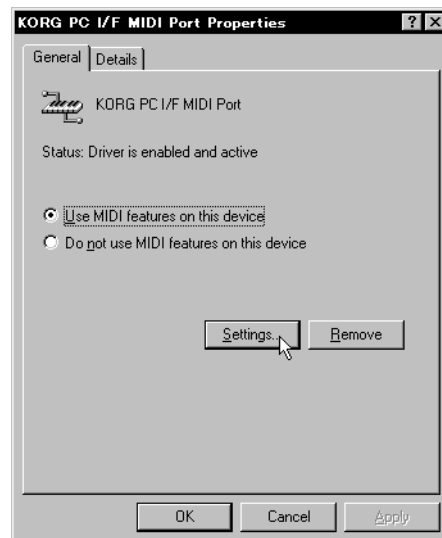 KORG PC I/F MIDI Port Properties
General Details
KORG PC I/F MIDI Port
Status: Driver is enabled and active
Use MIDI features on this device
Do not use MIDI features on this device
Settings... Remove
OK Cancel Apply